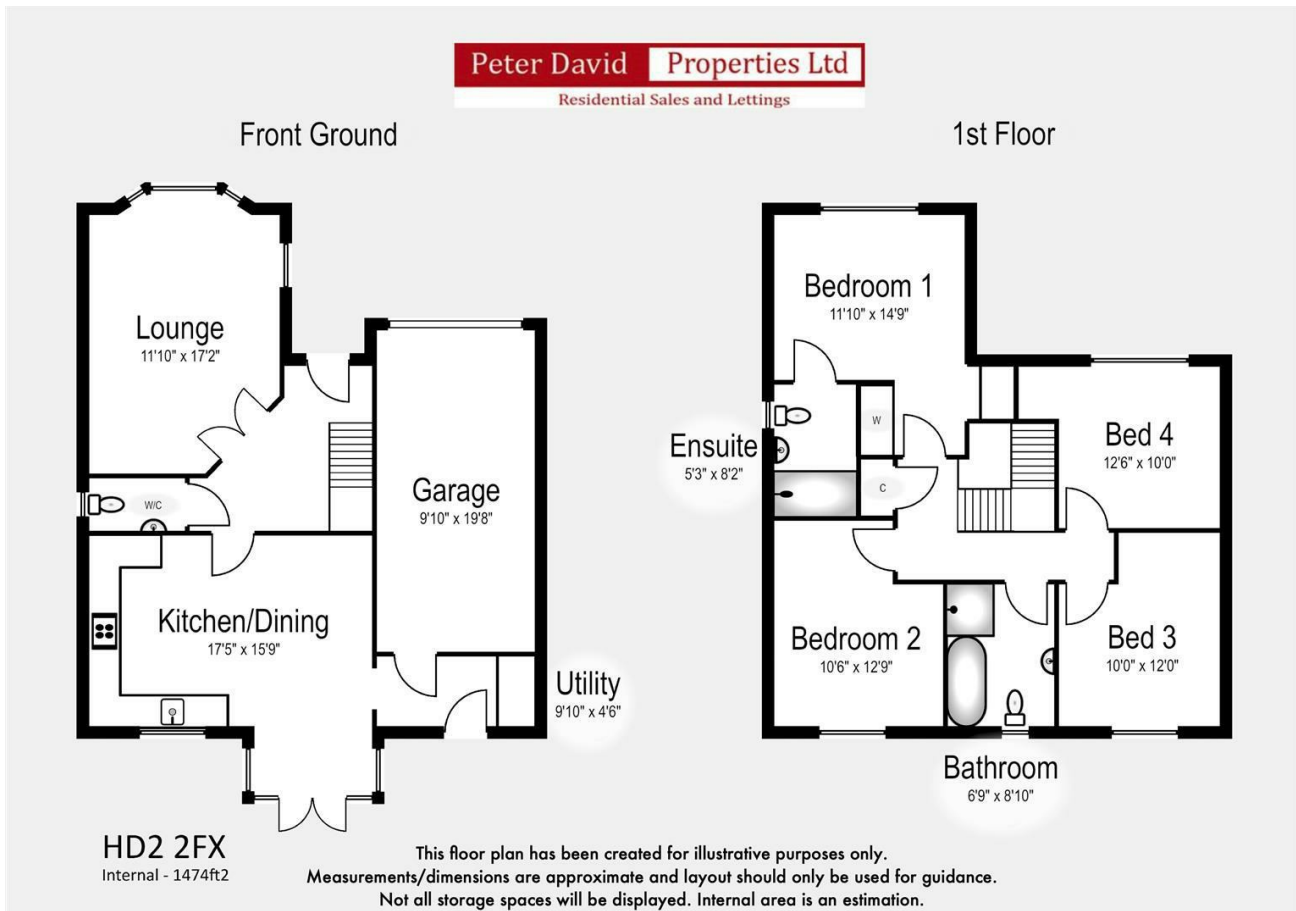 Peter David Properties Ltd
Residential Sales and Lettings
Front Ground
1st Floor
Lounge
11'10" x 17'2"
W/C
Garage
9'10" x 19'8"
Kitchen/Dining
17'5" x 15'9"
Utility
9'10" x 4'6"
Bedroom 1
11'10" x 14'9"
Ensuite
5'3" x 8'2"
W
C
Bed 4
12'6" x 10'0"
Bedroom 2
10'6" x 12'9"
Bed 3
10'0" x 12'0"
Bathroom
6'9" x 8'10"
HD2 2FX
Internal - 1474ft2
This floor plan has been created for illustrative purposes only.
Measurements/dimensions are approximate and layout should only be used for guidance.
Not all storage spaces will be displayed. Internal area is an estimation.